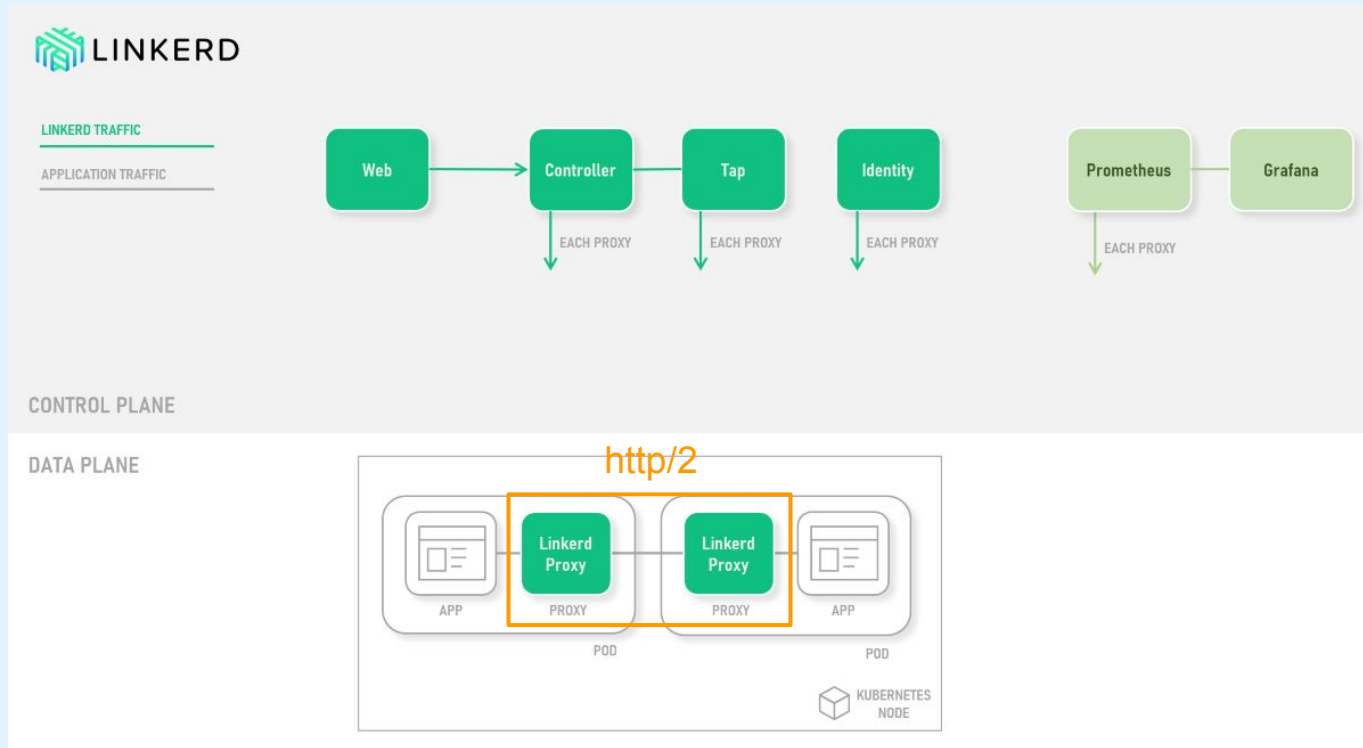 LINKERD
LINKERD TRAFFIC
APPLICATION TRAFFIC
Web
Controller
Tap
Identity
Prometheus
Grafana
EACH PROXY
EACH PROXY
EACH PROXY
EACH PROXY
CONTROL PLANE
DATA PLANE
http/2
Linkerd
Proxy
Linkerd
Proxy
APP
PROXY
PROXY
APP
POD
POD
KUBERNETES
NODE